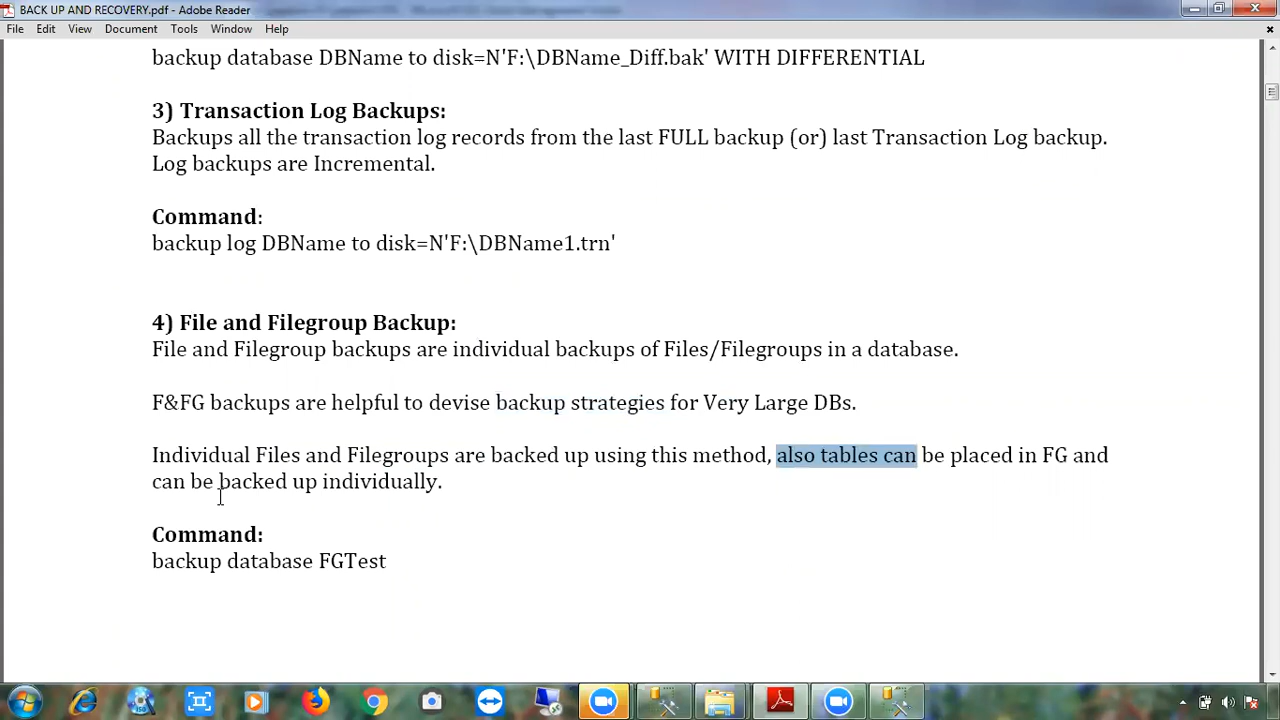 BACK UP AND RECOVERY.pdf - Adobe Reader
File Edit View Document Tools Window Help
backup database DBName to disk=N'F:\DBName_Diff.bak' WITH DIFFERENTIAL
3) Transaction Log Backups:
Backups all the transaction log records from the last FULL backup (or) last Transaction Log backup.
Log backups are Incremental.
Command:
backup log DBName to disk=N'F:\DBName1.trn'
4) File and Filegroup Backup:
File and Filegroup backups are individual backups of Files/Filegroups in a database.
F&FG backups are helpful to devise backup strategies for Very Large DBs.
Individual Files and Filegroups are backed up using this method, also tables can be placed in FG and
can be backed up individually.
Command:
backup database FGTest